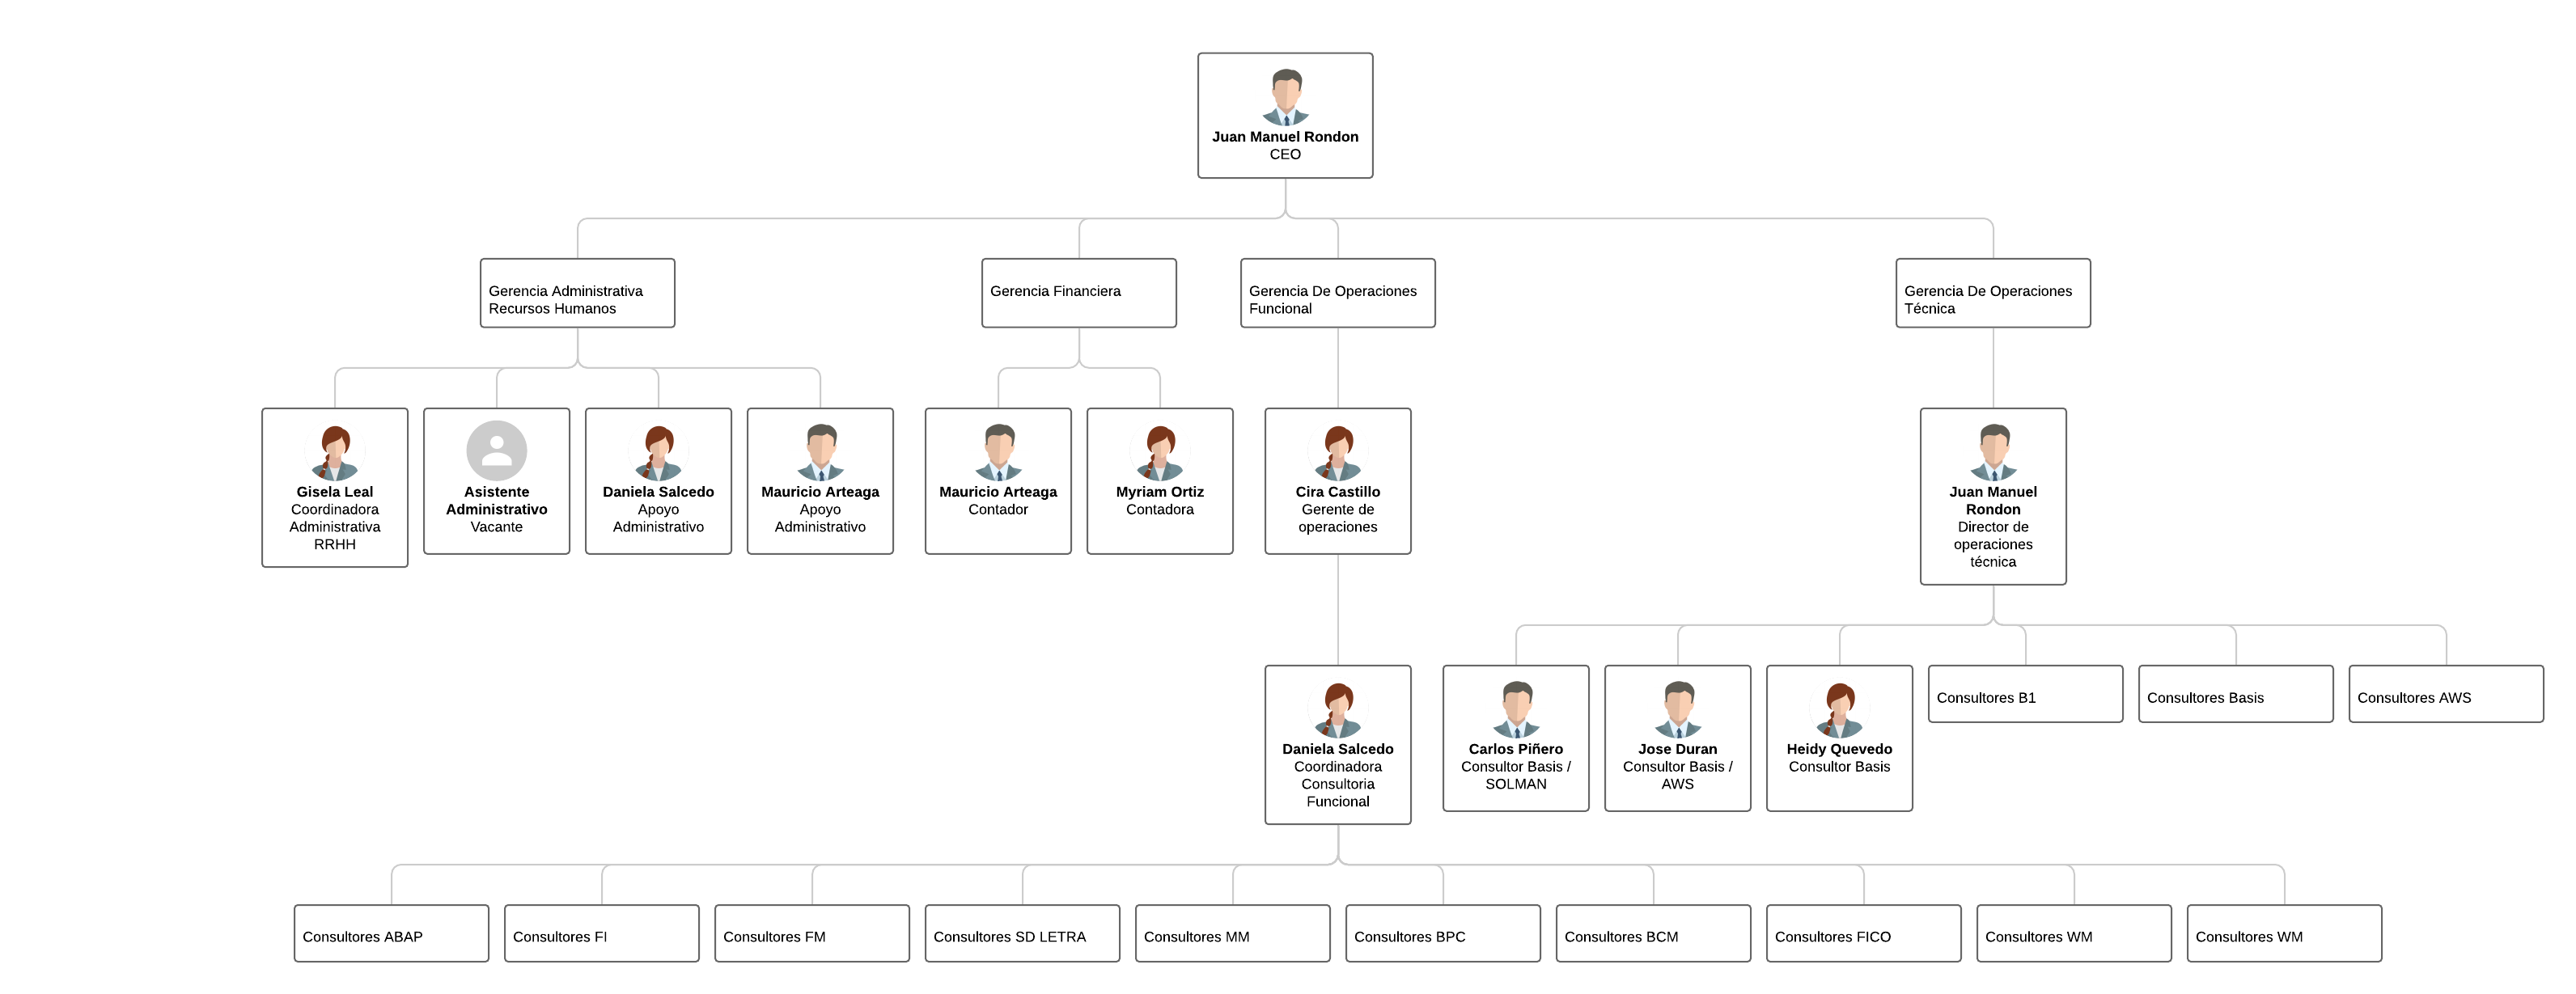 Juan Manuel Rondon
CEO
Gerencia Administrativa
Recursos Humanos
Gerencia Financiera
Gerencia De Operaciones
Funcional
Gerencia De Operaciones
Técnica
Gisela Leal
Coordinadora
Administrativa
RRHH
Asistente
Administrativo
Vacante
Daniela Salcedo
Apoyo
Administrativo
Mauricio Arteaga
Apoyo
Administrativo
Mauricio Arteaga
Contador
Myriam Ortiz
Contadora
Cira Castillo
Gerente de
operaciones
Juan Manuel
Rondon
Director de
operaciones
técnica
Daniela Salcedo
Coordinadora
Consultoria
Funcional
Carlos Piñero
Consultor Basis /
SOLMAN
Jose Duran
Consultor Basis /
AWS
Heidy Quevedo
Consultor Basis
Consultores B1
Consultores Basis
Consultores AWS
Consultores ABAP
Consultores FI
Consultores FM
Consultores SD LETRA
Consultores MM
Consultores BPC
Consultores BCM
Consultores FICO
Consultores WM
Consultores WM